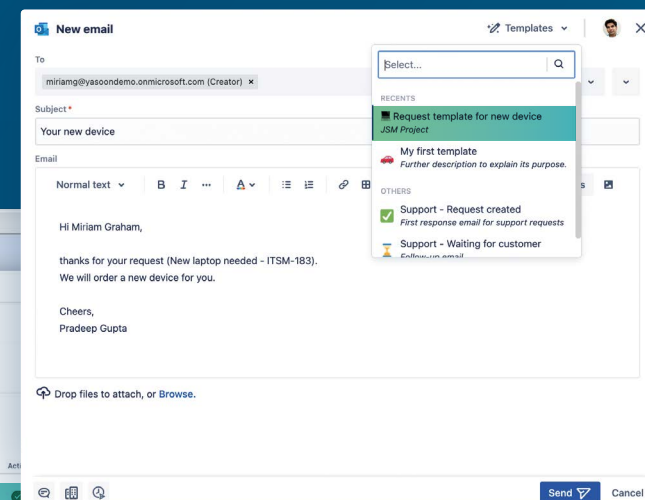 New email
Templates
To
miriamg@yasoondemo.onmicrosoft.com (Creator) ×
Subject *
Your new device
Email
Normal text
B I ... A
Select...
RECENTS
Request template for new device
JSM Project
My first template
Further description to explain its purpose.
OTHERS
Support - Request created
First response email for support requests
Support - Waiting for customer
Follow-up email
Hi Miriam Graham,
thanks for your request (New laptop needed - ITSM-183).
We will order a new device for you.
Cheers,
Pradeep Gupta
Drop files to attach, or Browse.
Acti
Send
Cancel